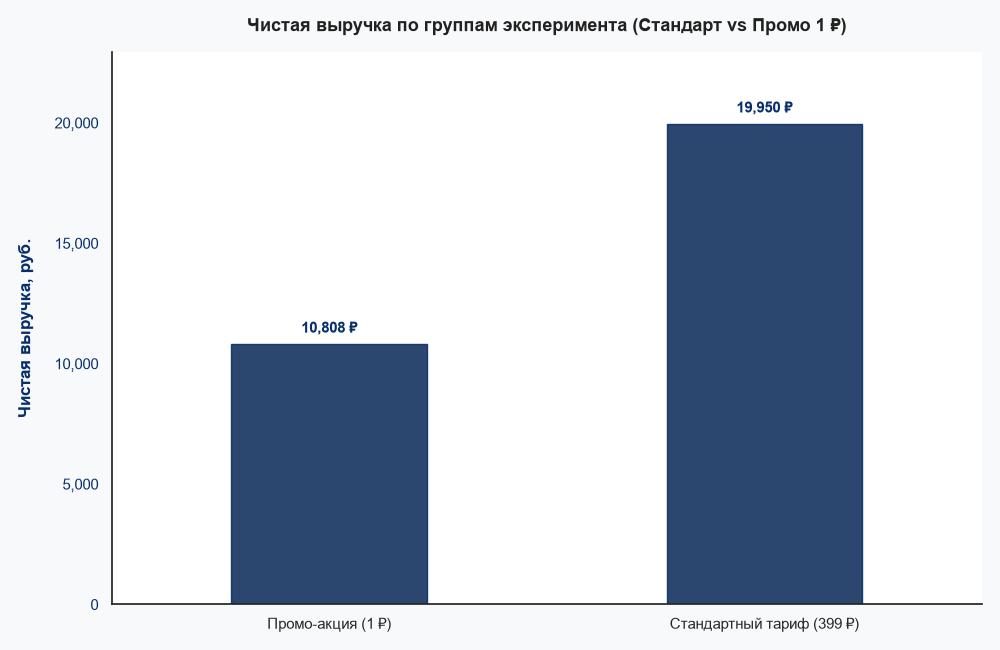 Чистая выручка по группам эксперимента (Стандарт vs Промо 1 ₽)
Чистая выручка, руб.
20,000
15,000
10,000
5,000
0
10,808 ₽
19,950 ₽
Промо-акция (1 ₽)
Стандартный тариф (399 ₽)